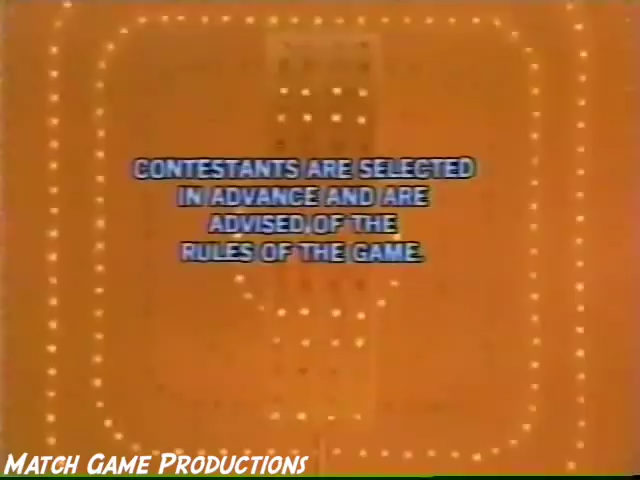 CONTESTANTS ARE SELECTED
IN ADVANCE AND ARE
ADVISED OF THE
RULES OF THE GAME.
MATCH GAME PRODUCTIONS